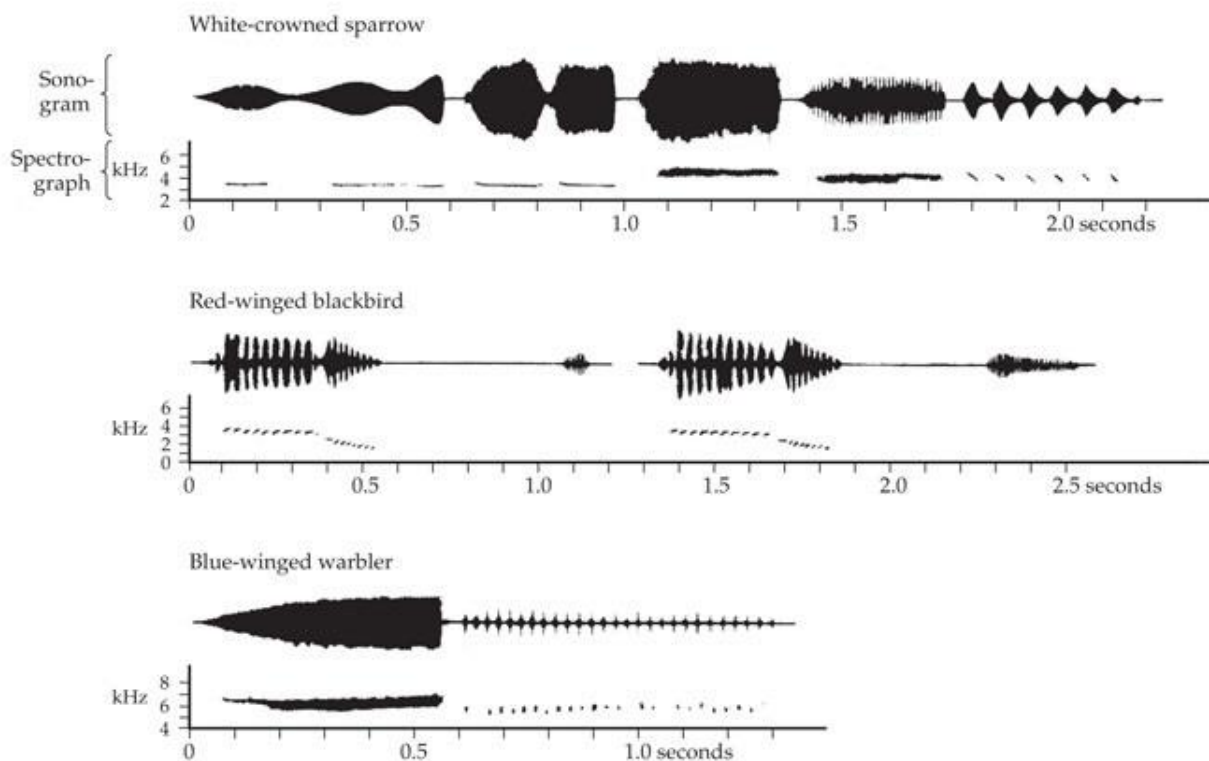 White-crowned sparrow
Sono-
gram
Spectro-
graph
kHz
6
4
2
0 0.5 1.0 1.5 2.0 seconds
Red-winged blackbird
kHz
6
4
2
0
0 0.5 1.0 1.5 2.0 2.5 seconds
Blue-winged warbler
kHz
8
6
4
0 0.5 1.0 seconds